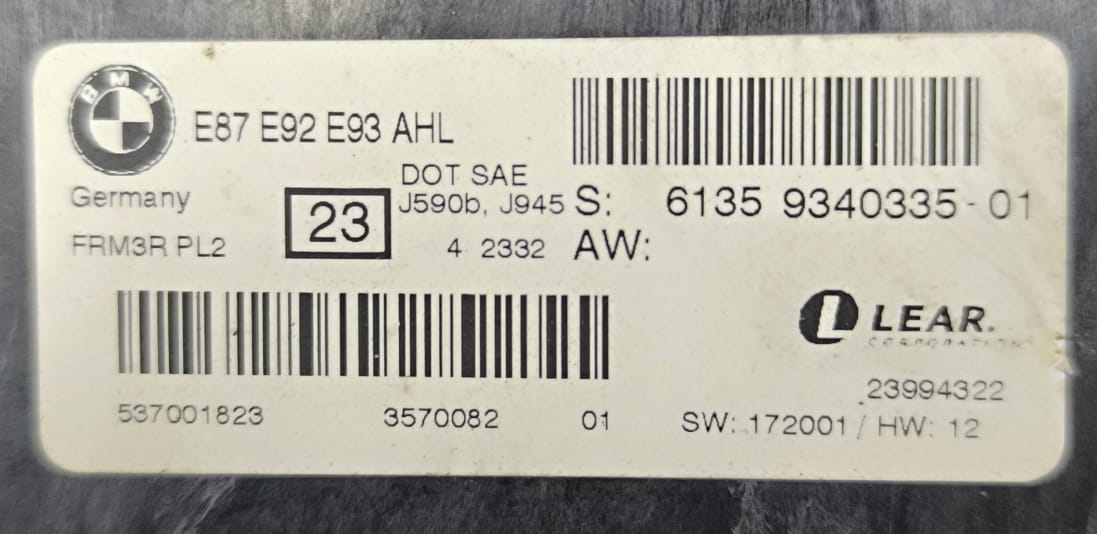 BMW
E87 E92 E93 AHL
Germany
FRM3R PL2
23
DOT SAE
J590b, J945
4 2332
S: 6135 9340335-01
AW:
L LEAR.
CORPORATION
537001823 3570082 01
23994322
SW: 172001 / HW: 12